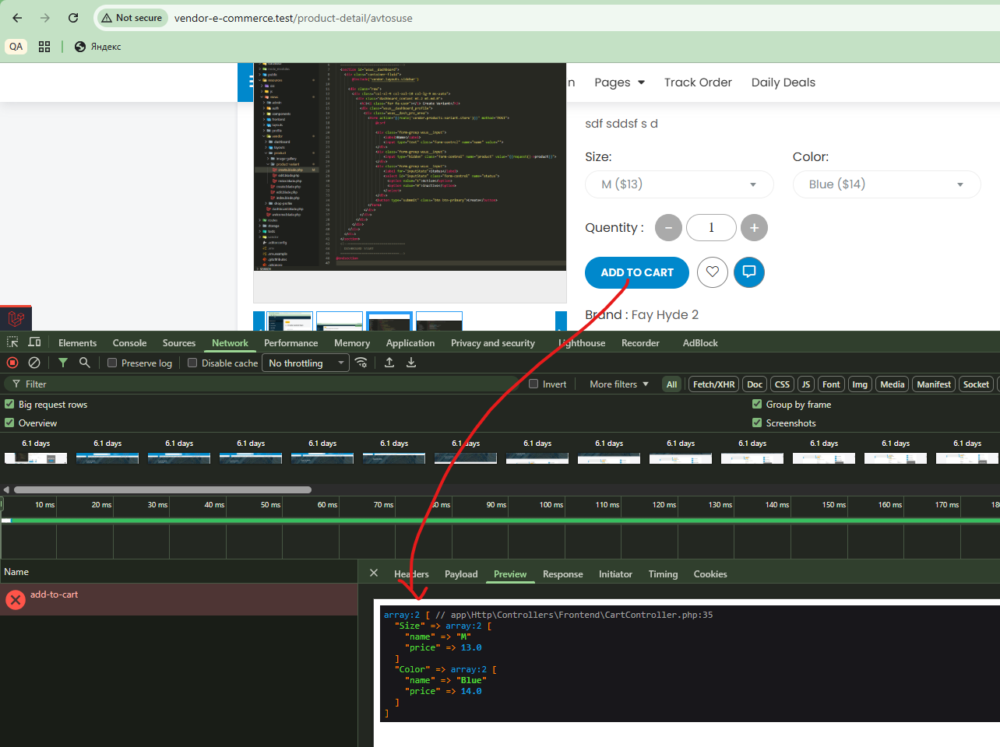 Not secure
vendor-e-commerce.test/product-detail/avtosuse
QA
Яндекс
n Pages Track Order Daily Deals
sdf sddsf s d
Size: Color:
M ($13) Blue ($14)
Quentity : - 1 +
ADD TO CART
Brand : Fay Hyde 2
Elements Console Sources Network Performance Memory Application Privacy and security Lighthouse Recorder AdBlock
Preserve log Disable cache No throttling
Filter Invert More filters All Fetch/XHR Doc CSS JS Font Img Media Manifest Socket
Big request rows Group by frame
Overview Screenshots
6.1 days 6.1 days 6.1 days 6.1 days 6.1 days 6.1 days 6.1 days 6.1 days 6.1 days 6.1 days 6.1 days 6.1 days 6.1 days 6.1 days
10 ms 20 ms 30 ms 40 ms 50 ms 60 ms 70 ms 80 ms 90 ms 100 ms 110 ms 120 ms 130 ms 140 ms 150 ms 160 ms 170 ms 18
Name Headers Payload Preview Response Initiator Timing Cookies
add-to-cart
array:2 [ // app\Http\Controllers\Frontend\CartController.php:35
"Size" => array:2 [
"name" => "M"
"price" => 13.0
]
"Color" => array:2 [
"name" => "Blue"
"price" => 14.0
]
]